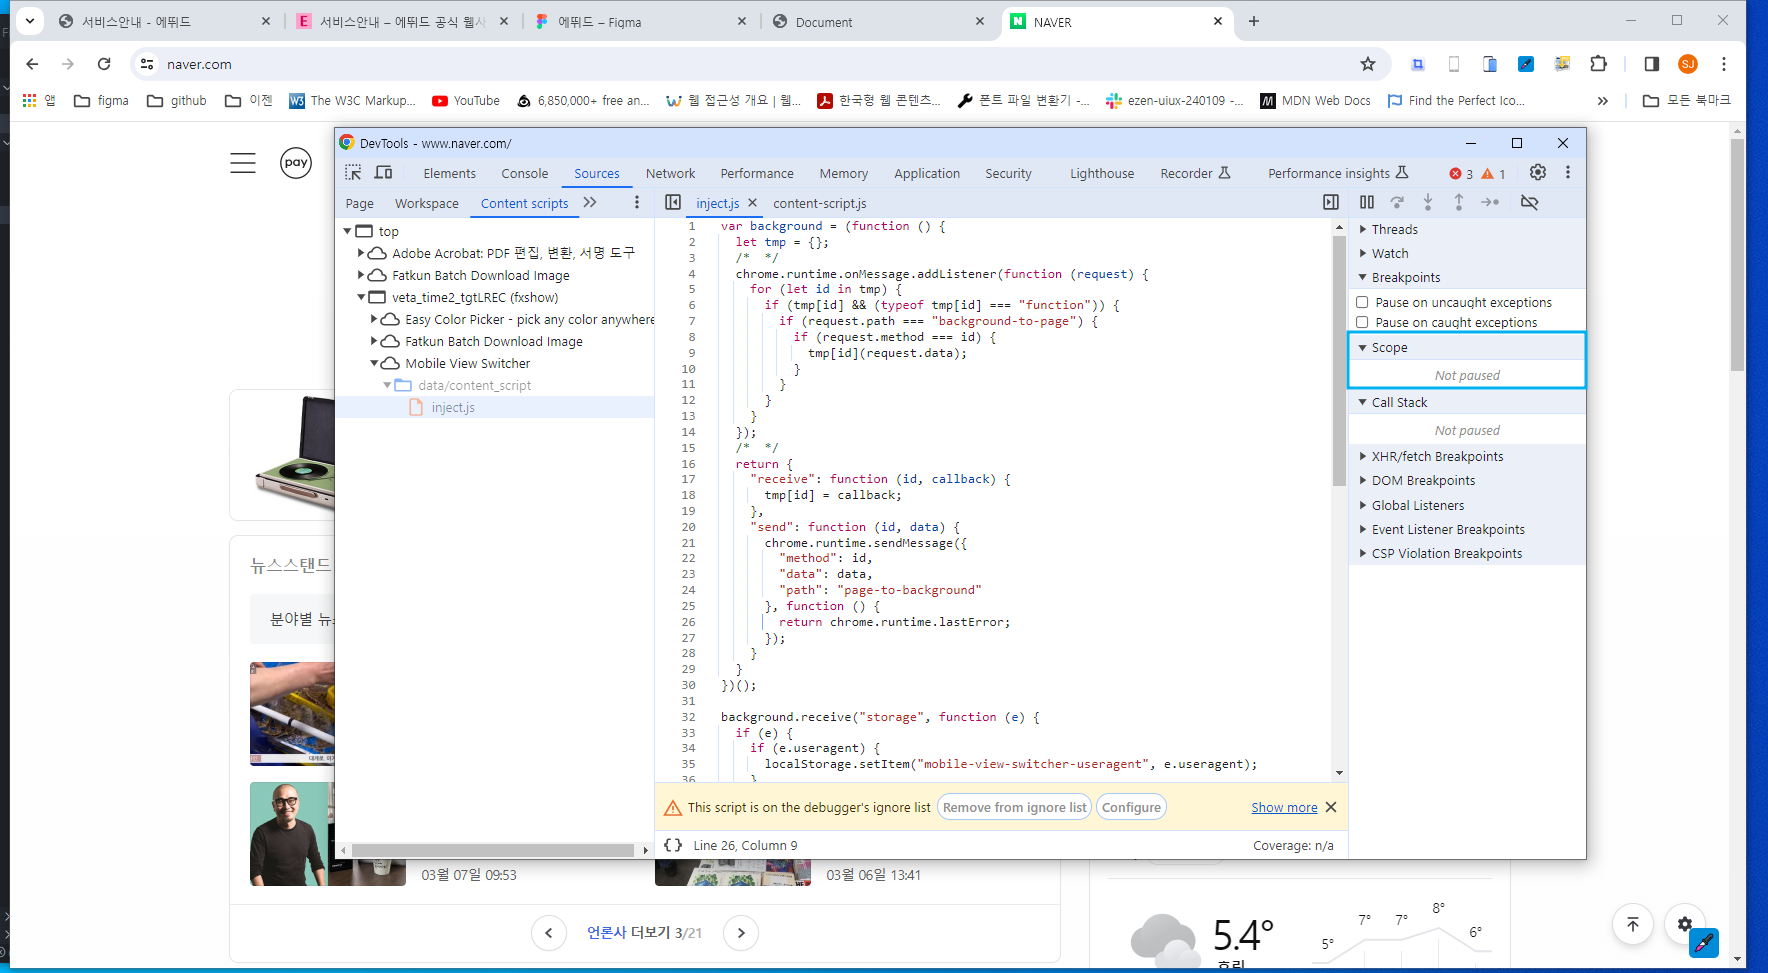 서비스안내 - 에뛰드
E 서비스안내 – 에뛰드 공식 웹사
에뛰드 – Figma
Document
N NAVER
naver.com
SJ
앱
figma
github
이젠
W3 The W3C Markup...
YouTube
6,850,000+ free an...
웹 접근성 개요 | 웹...
한국형 웹 콘텐츠...
폰트 파일 변환기 -...
ezen-uiux-240109 -...
MDN Web Docs
Find the Perfect Ico...
모든 북마크
pay
DevTools - www.naver.com/
Elements Console Sources Network Performance Memory Application Security Lighthouse Recorder Performance insights 3 1
Page Workspace Content scripts
inject.js content-script.js
top
Adobe Acrobat: PDF 편집, 변환, 서명 도구
Fatkun Batch Download Image
veta_time2_tgtLREC (fxshow)
Easy Color Picker - pick any color anywhere
Fatkun Batch Download Image
Mobile View Switcher
data/content_script
inject.js
1 var background = (function () {
2 let tmp = {};
3 /*  */
4 chrome.runtime.onMessage.addListener(function (request) {
5 for (let id in tmp) {
6 if (tmp[id] && (typeof tmp[id] === "function")) {
7 if (request.path === "background-to-page") {
8 if (request.method === id) {
9 tmp[id](request.data);
10 }
11 }
12 }
13 }
14 });
15 /*  */
16 return {
17 "receive": function (id, callback) {
18 tmp[id] = callback;
19 },
20 "send": function (id, data) {
21 chrome.runtime.sendMessage({
22 "method": id,
23 "data": data,
24 "path": "page-to-background"
25 }, function () {
26 return chrome.runtime.lastError;
27 });
28 }
29 }
30 })();
31
32 background.receive("storage", function (e) {
33 if (e) {
34 if (e.useragent) {
35 localStorage.setItem("mobile-view-switcher-useragent", e.useragent);
36 }
This script is on the debugger's ignore list Remove from ignore list Configure Show more
{} Line 26, Column 9 Coverage: n/a
Threads
Watch
Breakpoints
Pause on uncaught exceptions
Pause on caught exceptions
Scope
Not paused
Call Stack
Not paused
XHR/fetch Breakpoints
DOM Breakpoints
Global Listeners
Event Listener Breakpoints
CSP Violation Breakpoints
뉴스스탠드
분야별 뉴
03월 07일 09:53
03월 06일 13:41
언론사 더보기 3/21
5.4°
흐림
5°
7°
7°
8°
6°